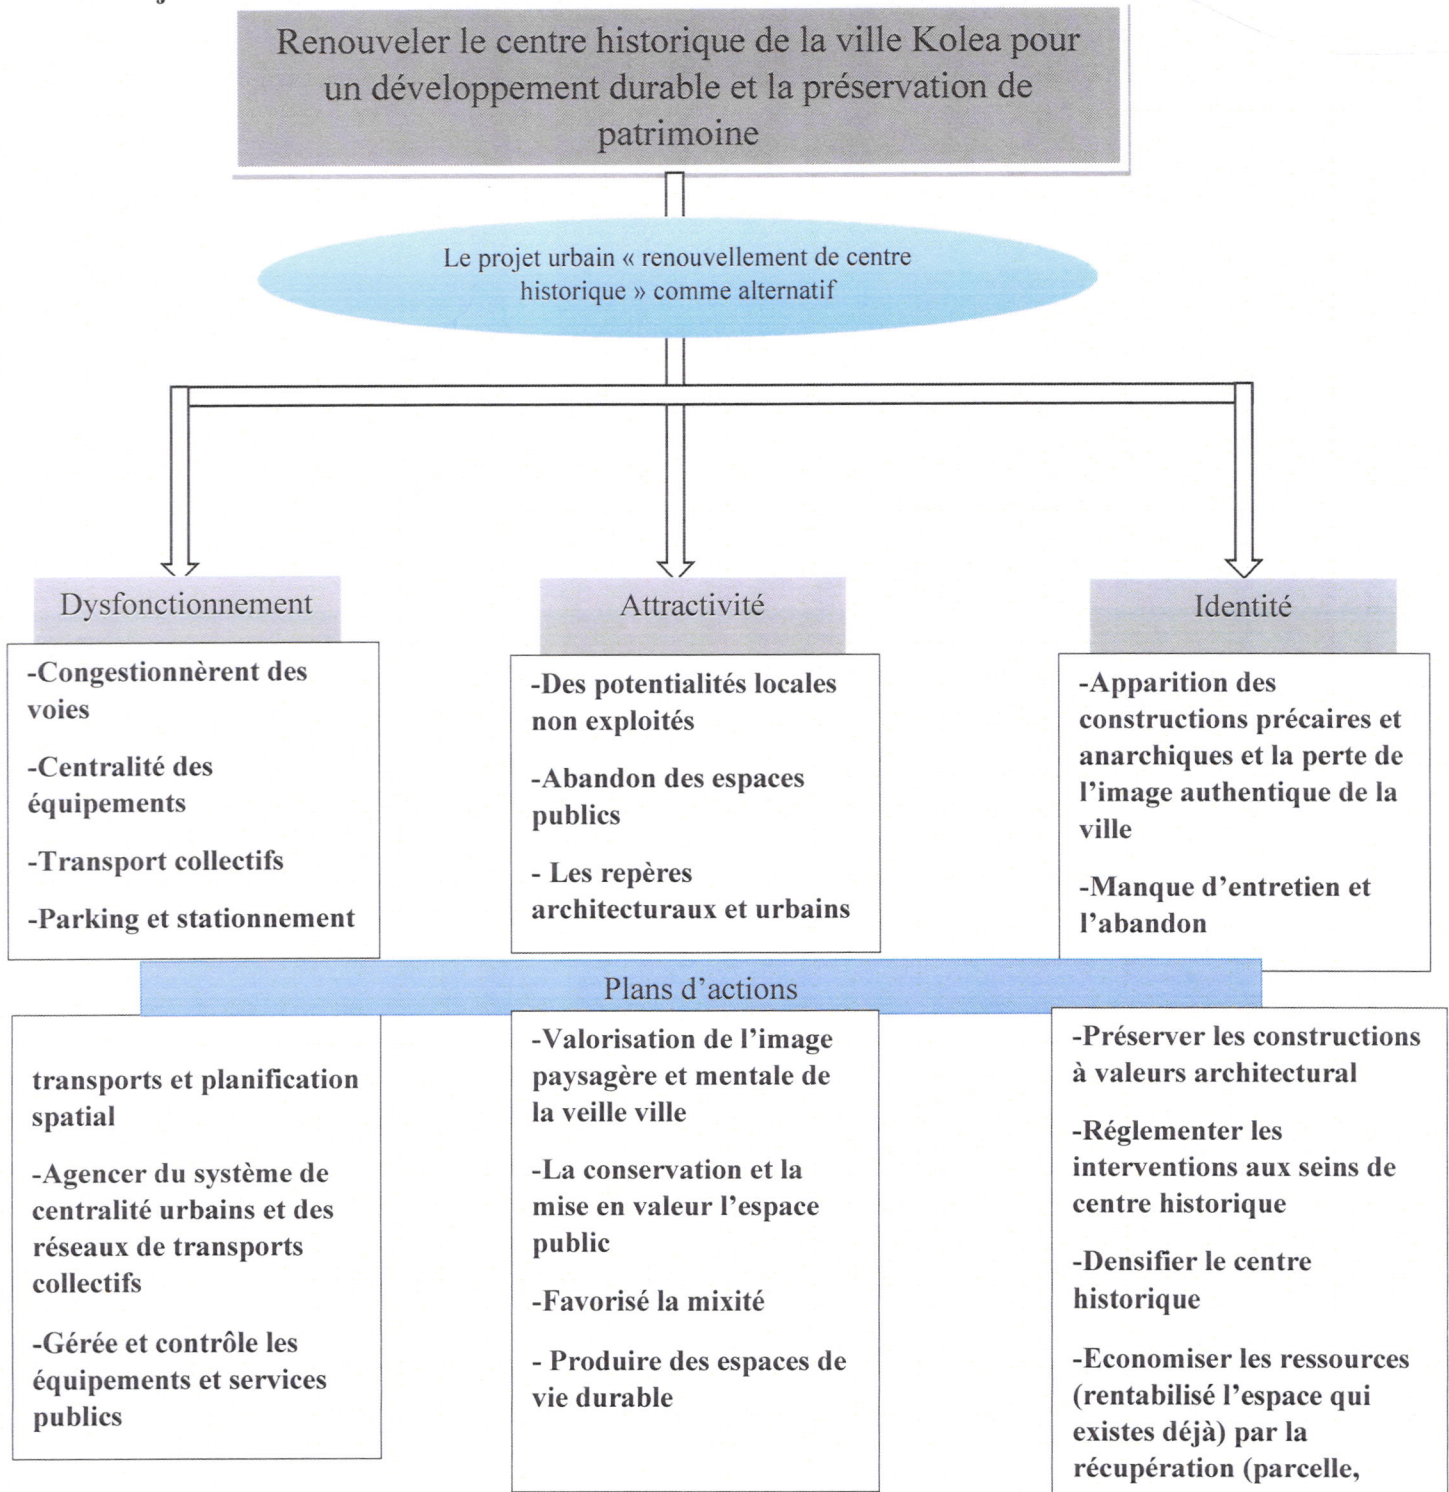 Renouveler le centre historique de la ville Kolea pour
un développement durable et la préservation de
patrimoine
Le projet urbain « renouvellement de centre
historique » comme alternatif
Dysfonctionnement
-Congestionnèrent des
voies
-Centralité des
équipements
-Transport collectifs
-Parking et stationnement
Attractivité
-Des potentialités locales
non exploités
-Abandon des espaces
publics
- Les repères
architecturaux et urbains
Identité
-Apparition des
constructions précaires et
anarchiques et la perte de
l’image authentique de la
ville
-Manque d’entretien et
l’abandon
Plans d’actions
transports et planification
spatial
-Agencer du système de
centralité urbains et des
réseaux de transports
collectifs
-Gérée et contrôle les
équipements et services
publics
-Valorisation de l’image
paysagère et mentale de
la veille ville
-La conservation et la
mise en valeur l’espace
public
-Favorisé la mixité
- Produire des espaces de
vie durable
-Préserver les constructions
à valeurs architectural
-Réglementer les
interventions aux seins de
centre historique
-Densifier le centre
historique
-Economiser les ressources
(rentabilisé l’espace qui
existes déjà) par la
récupération (parcelle,